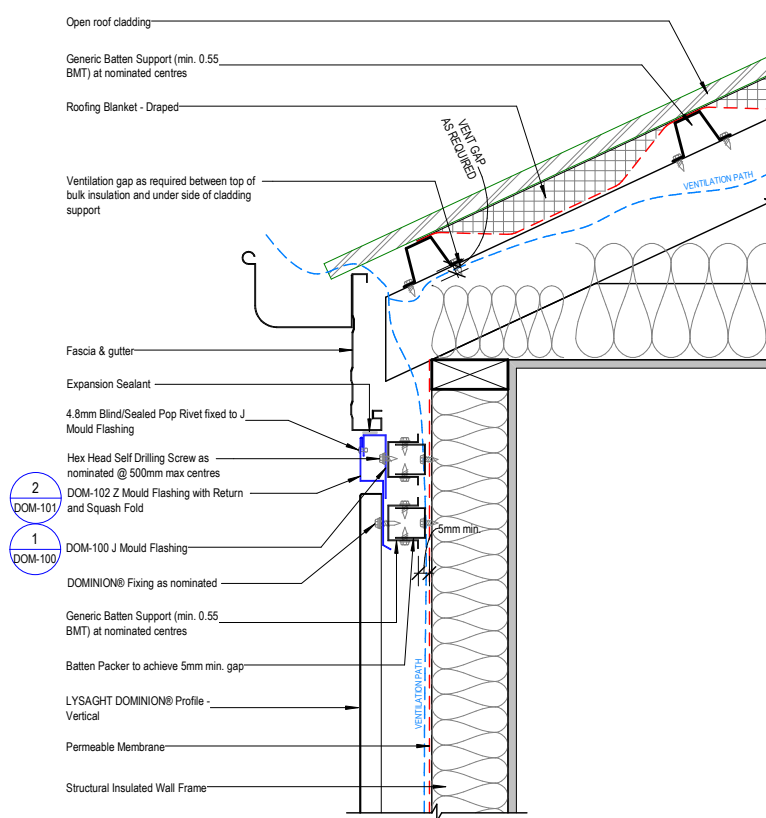 Open roof cladding
Generic Batten Support (min. 0.55
BMT) at nominated centres
Roofing Blanket - Draped
VENT GAP
AS REQUIRED
VENTILATION PATH
Ventilation gap as required between top of
bulk insulation and under side of cladding
support
Fascia & gutter
Expansion Sealant
4.8mm Blind/Sealed Pop Rivet fixed to J
Mould Flashing
Hex Head Self Drilling Screw as
nominated @ 500mm max centres
2
DOM-101
DOM-102 Z Mould Flashing with Return
and Squash Fold
5mm min.
1
DOM-100
DOM-100 J Mould Flashing
DOMINION® Fixing as nominated
Generic Batten Support (min. 0.55
BMT) at nominated centres
Batten Packer to achieve 5mm min. gap
LYSAGHT DOMINION® Profile -
Vertical
VENTILATION PATH
Permeable Membrane
Structural Insulated Wall Frame